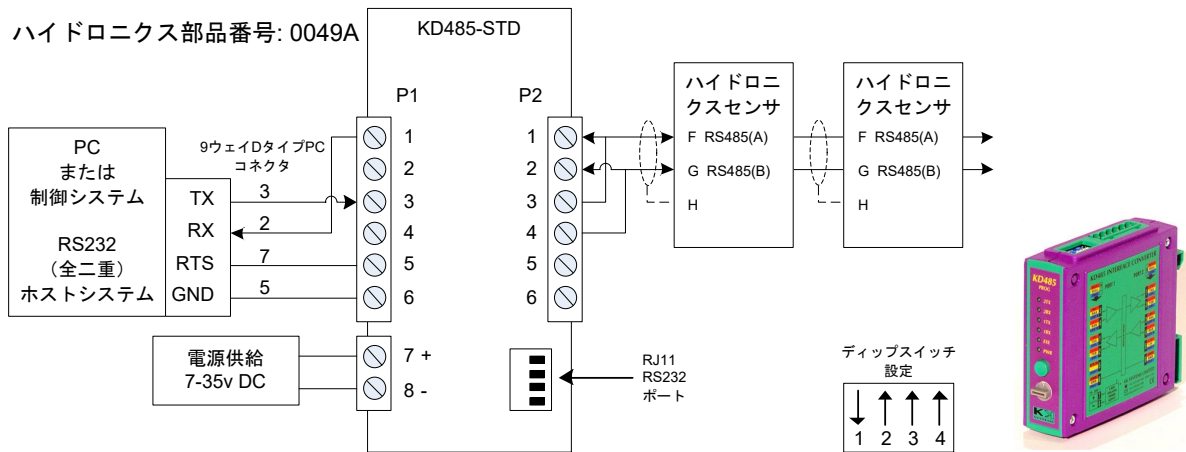 ハイドロニクス部品番号: 0049A
KD485-STD
P1
P2
1
2
3
4
5
6
7 +
8 -
1
2
3
4
5
6
PC
または
制御システム
RS232
（全二重）
ホストシステム
TX
RX
RTS
GND
9ウェイDタイプPC
コネクタ
3
2
7
5
電源供給
7-35v DC
ハイドロニ
クスセンサ
F RS485(A)
G RS485(B)
H
ハイドロニ
クスセンサ
F RS485(A)
G RS485(B)
H
RJ11
RS232
ポート
ディップスイッチ
設定
1 2 3 4
KD485
PROG
KD485 INTERFACE CONVERTER